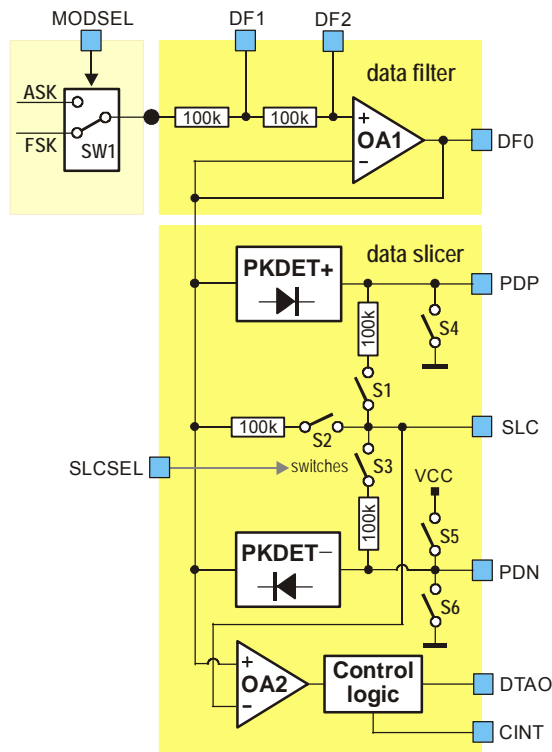 MODSEL
DF1
DF2
data filter
ASK
FSK
SW1
100k
100k
+
−
OA1
DF0
data slicer
PKDET+
PDP
100k
S4
S1
100k
S2
SLC
SLCSEL
switches
S3
VCC
100k
S5
PKDET−
PDN
S6
+
−
OA2
Control
logic
DTAO
CINT